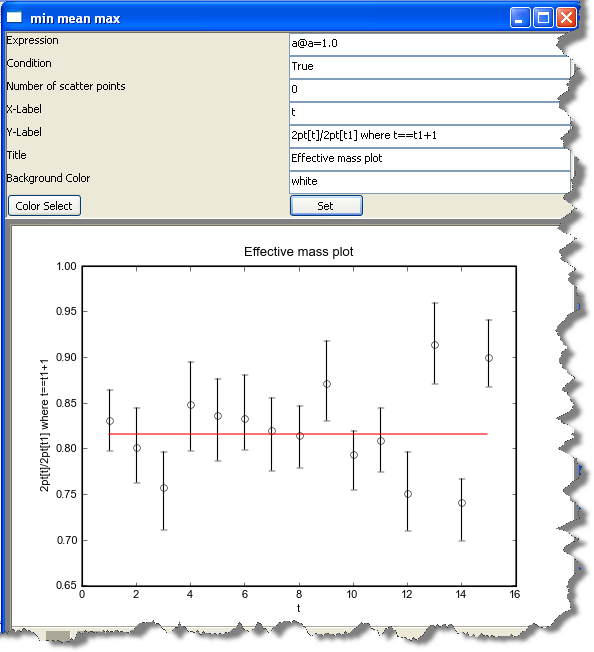 min mean max
Expression a@a=1.0
Condition True
Number of scatter points 0
X-Label t
Y-Label 2pt[t]/2pt[t1] where t==t1+1
Title Effective mass plot
Background Color white
Color Select Set
Effective mass plot
1.00
0.95
0.90
0.85
0.80
0.75
0.70
0.65
2pt[t]/2pt[t1] where t==t1+1
0 2 4 6 8 10 12 14 16
t